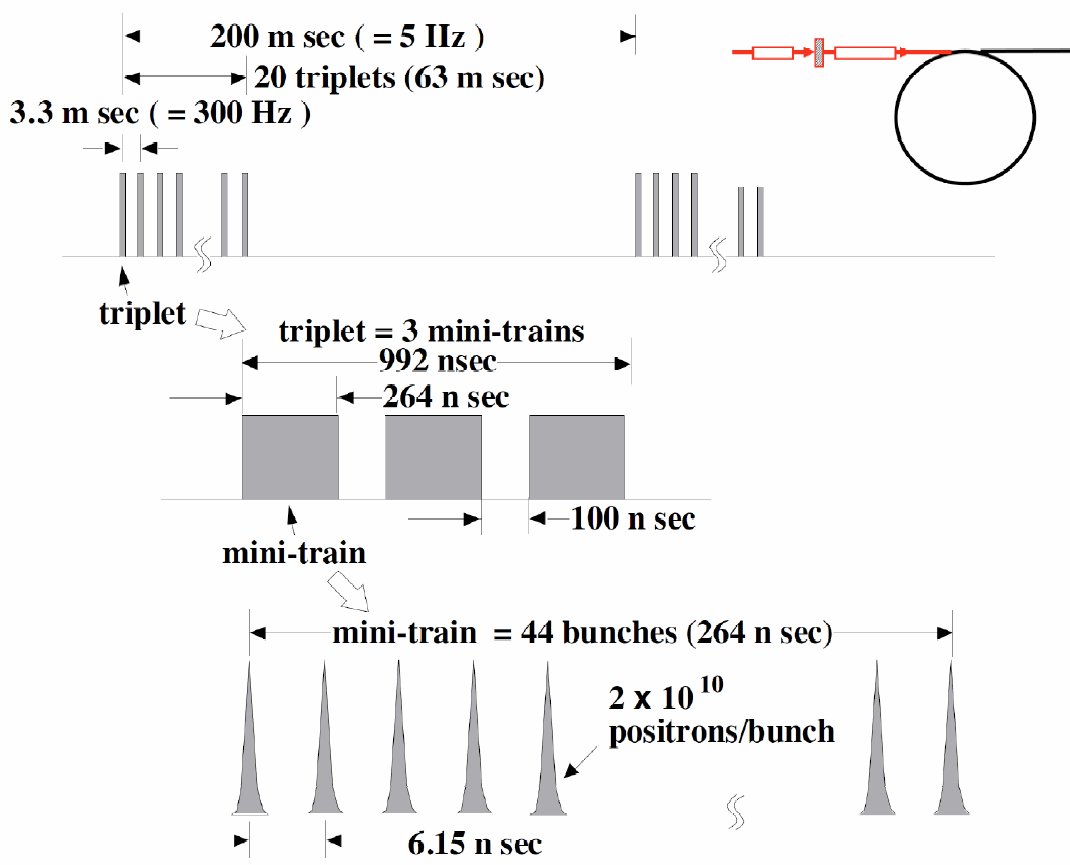 200 m sec ( = 5 IIz )
20 triplets (63 m sec)
3.3 m sec ( = 300 Hz )
triplet
triplet = 3 mini-trains
992 nsec
264 n sec
100 n sec
mini-train
mini-train = 44 bunches (264 n sec)
2 x 10^10
positrons/bunch
6.15 n sec